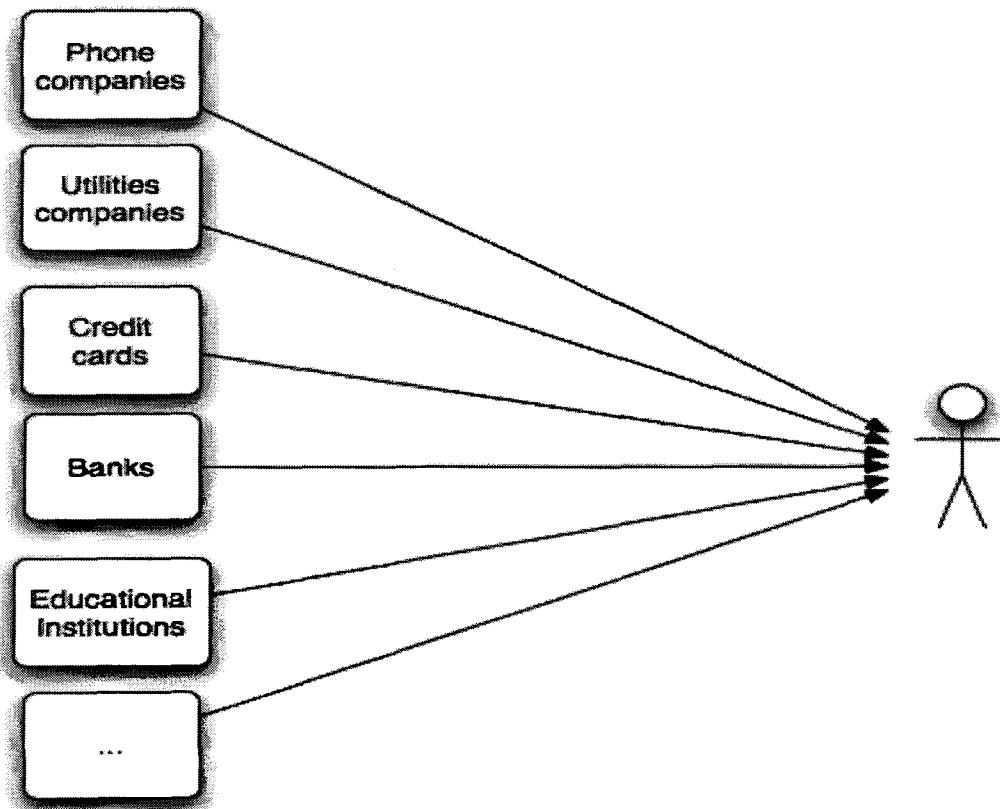 Phone
companies
Utilities
companies
Credit
cards
Banks
Educational
Institutions
...